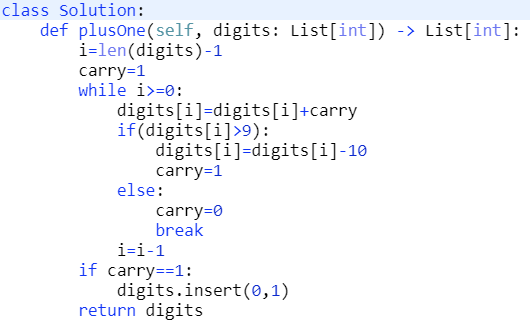 class Solution:
    def plusOne(self, digits: List[int]) -> List[int]:
        i=len(digits)-1
        carry=1
        while i>=0:
            digits[i]=digits[i]+carry
            if(digits[i]>9):
                digits[i]=digits[i]-10
                carry=1
            else:
                carry=0
                break
            i=i-1
        if carry==1:
            digits.insert(0,1)
        return digits